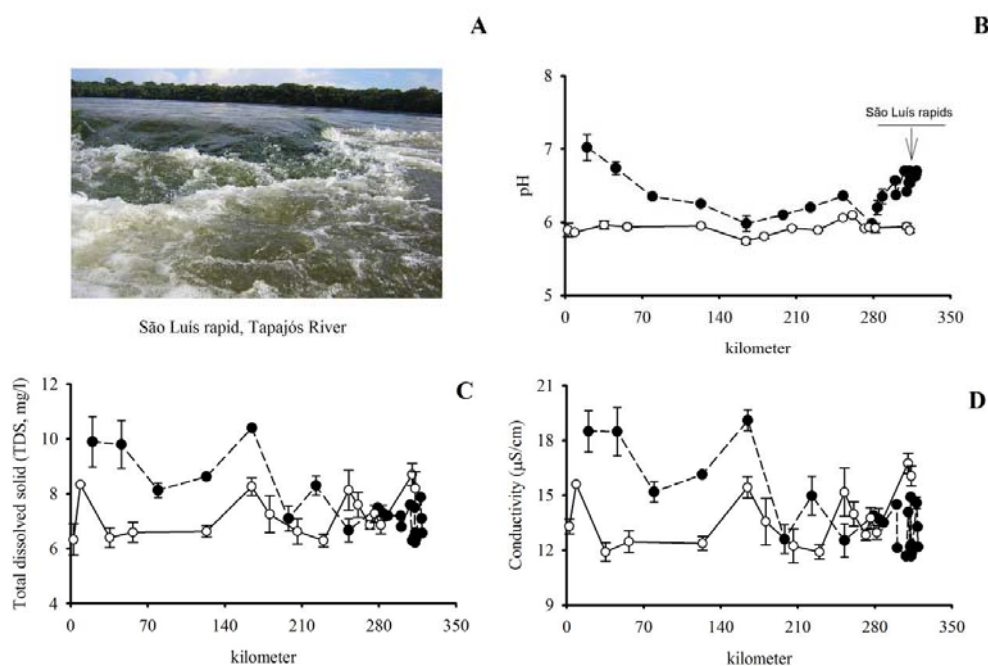 A
São Luís rapid, Tapajós River
B
8
7
6
5
pH
São Luís rapids
0 70 140 210 280 350
kilometer
C
12
10
8
6
4
Total dissolved solid (TDS, mg/l)
0 70 140 210 280 350
kilometer
D
21
18
15
12
9
Conductivity (µS/cm)
0 70 140 210 280 350
kilometer